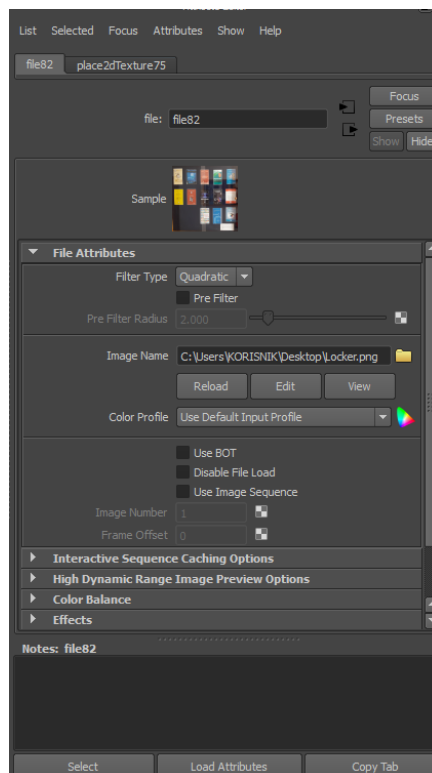 List Selected Focus Attributes Show Help
file82 place2dTexture75
Focus
file: file82
Presets
Show Hide
Sample
File Attributes
Filter Type Quadratic
Pre Filter
Pre Filter Radius 2.000
Image Name C:\Users\KORISNIK\Desktop\Locker.png
Reload Edit View
Color Profile Use Default Input Profile
Use BOT
Disable File Load
Use Image Sequence
Image Number 1
Frame Offset 0
Interactive Sequence Caching Options
High Dynamic Range Image Preview Options
Color Balance
Effects
Notes: file82
Select Load Attributes Copy Tab